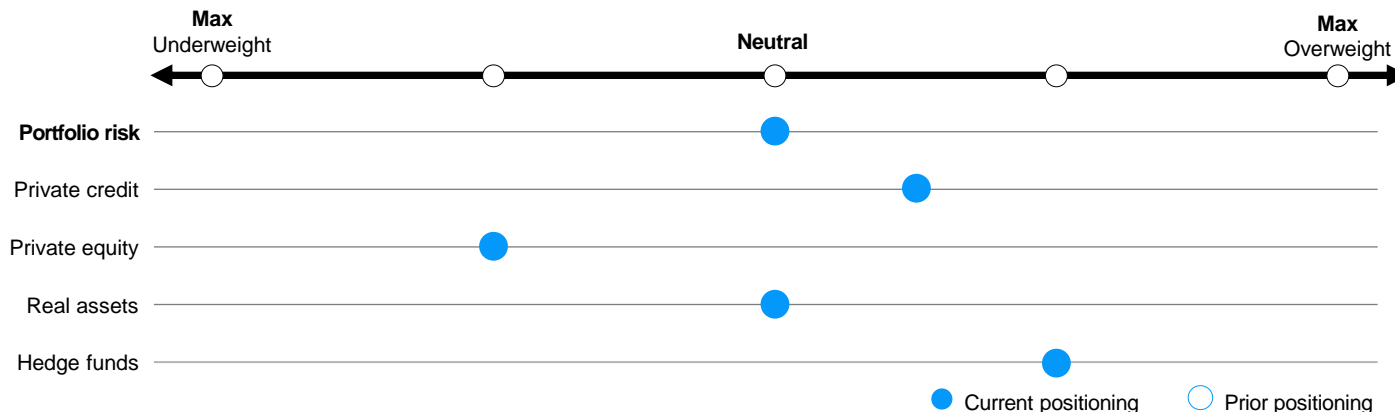 Max
Underweight
Neutral
Max
Overweight
Portfolio risk
Private credit
Private equity
Real assets
Hedge funds
Current positioning
Prior positioning